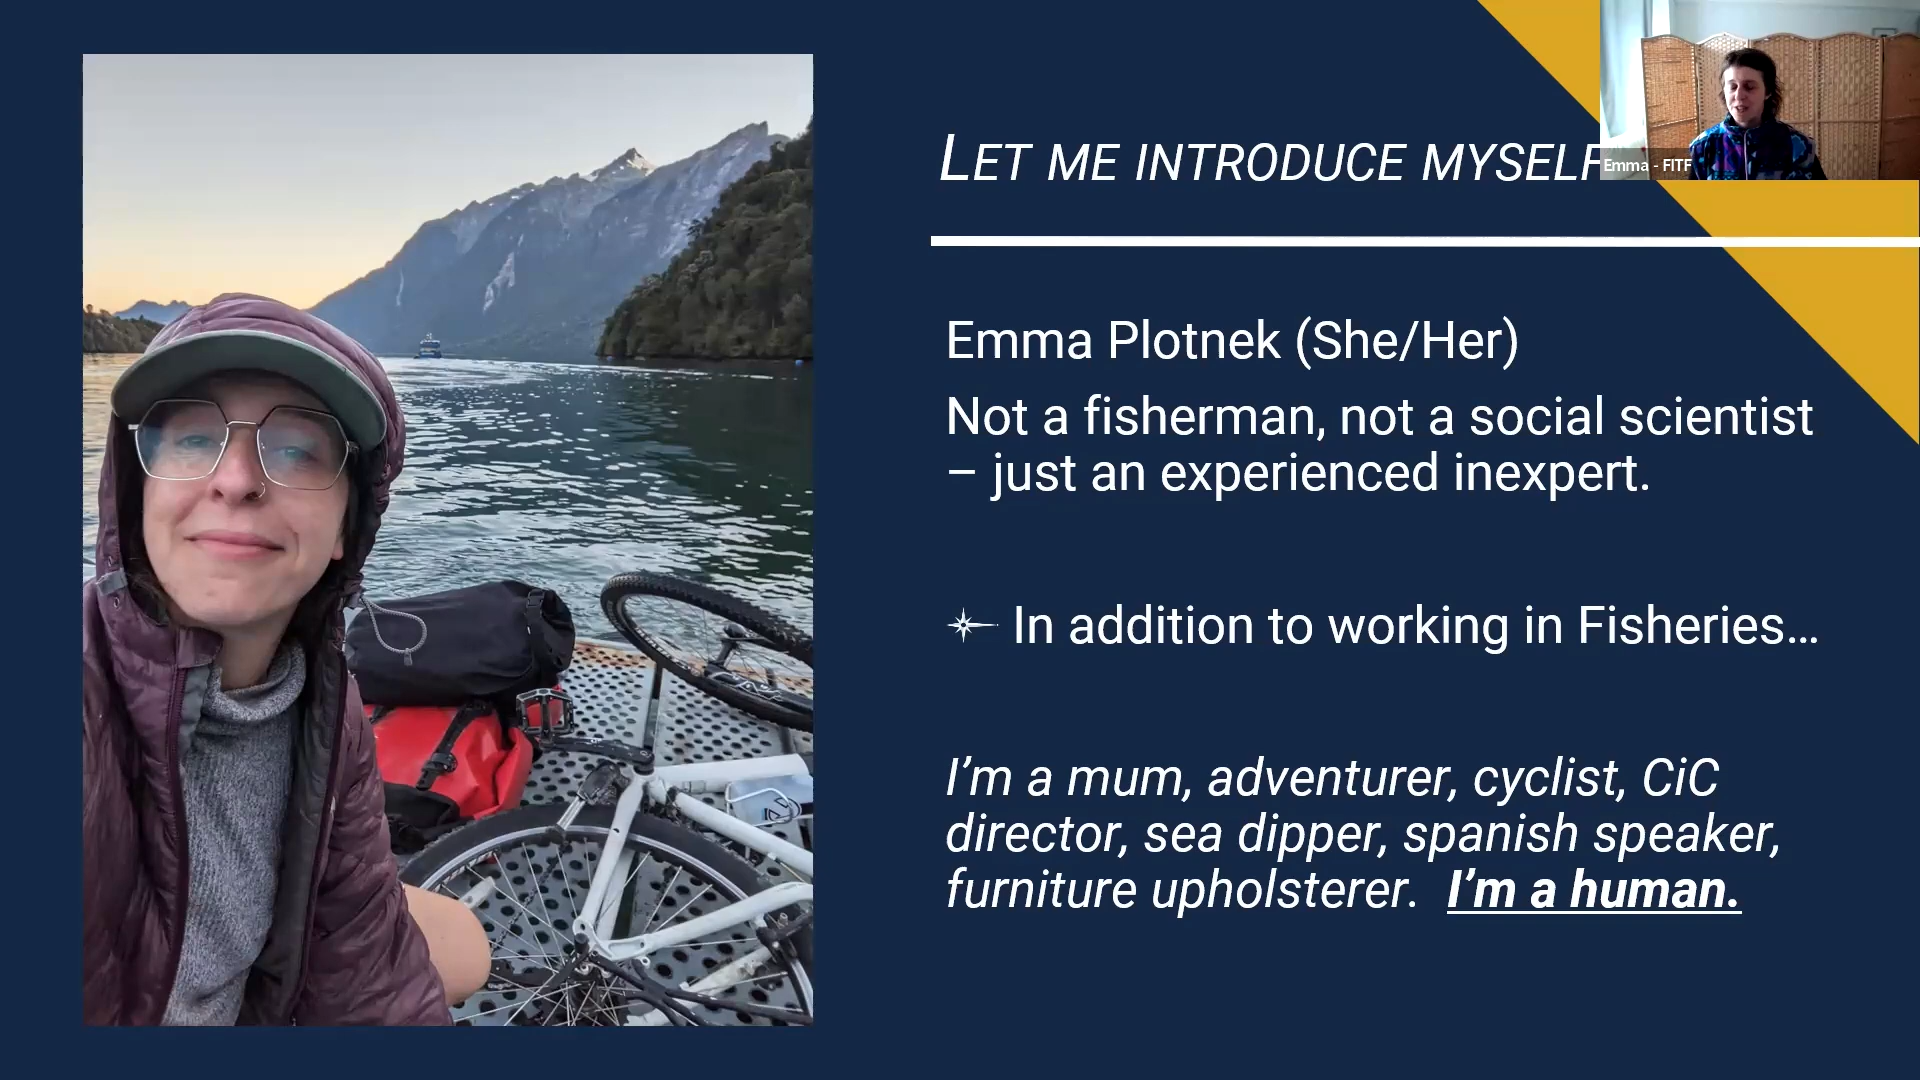 LET ME INTRODUCE MYSELF
Emma - FITF
Emma Plotnek (She/Her)
Not a fisherman, not a social scientist
– just an experienced inexpert.
In addition to working in Fisheries...
I’m a mum, adventurer, cyclist, CiC
director, sea dipper, spanish speaker,
furniture upholsterer. I’m a human.